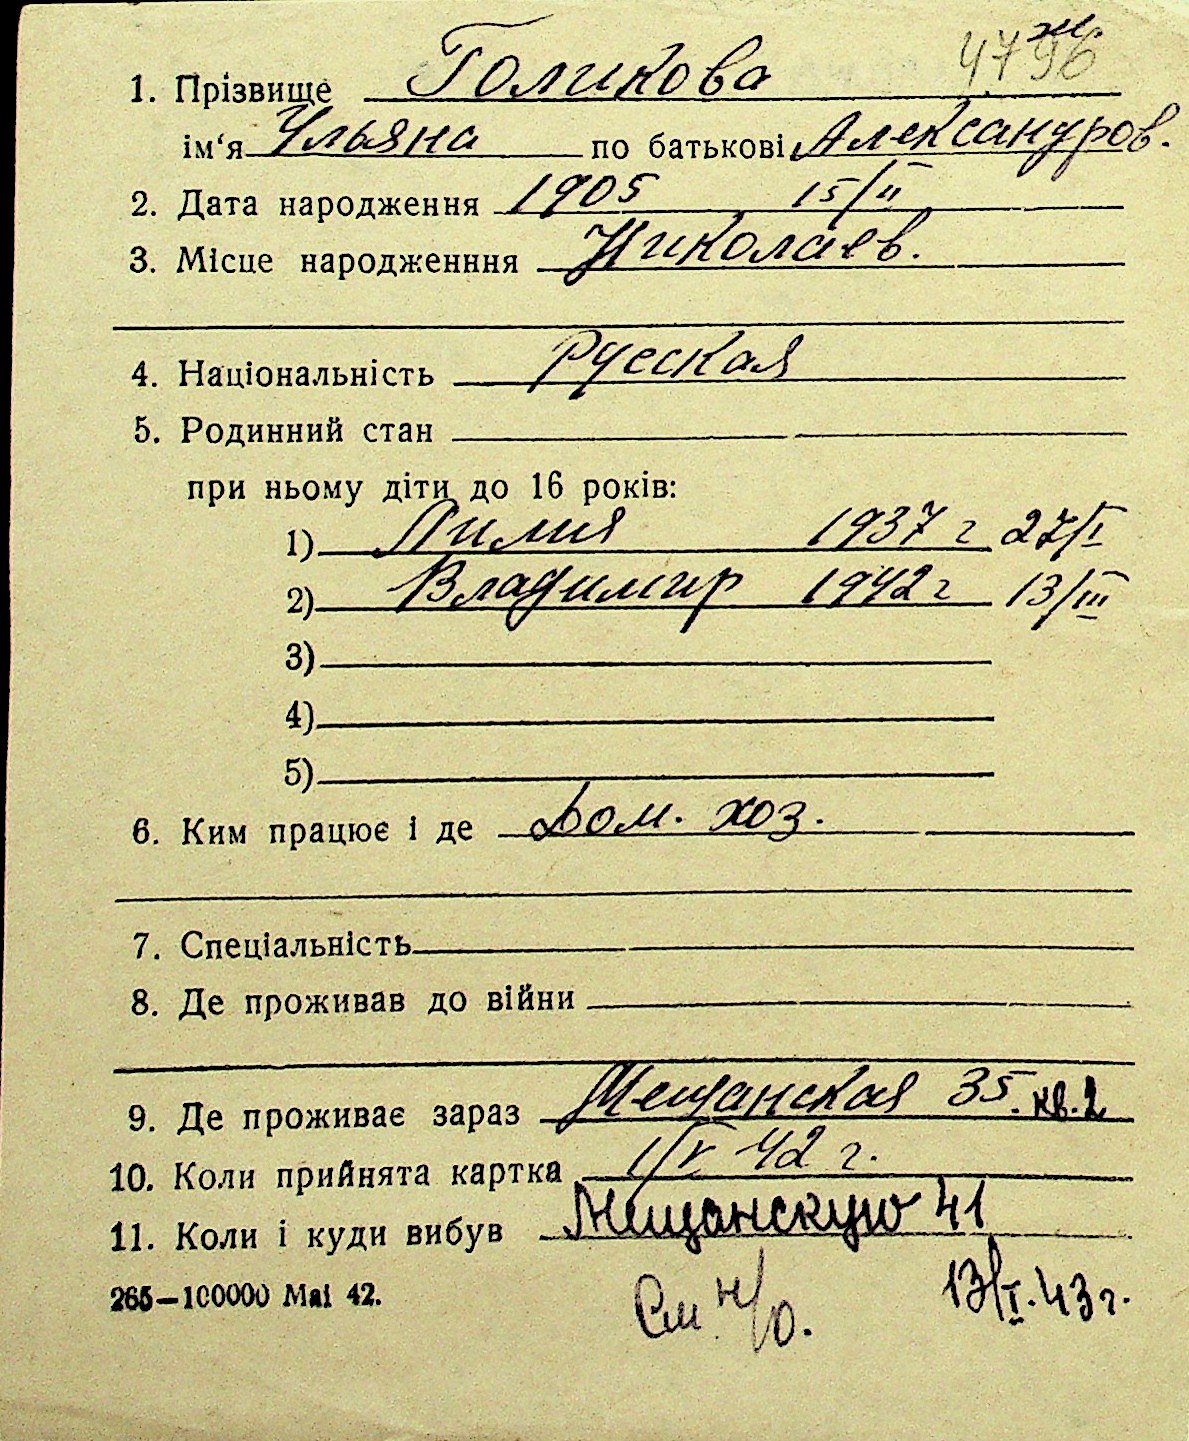 4796 ж.
1. Прізвище Голикова
ім‘я Ульяна по батькові Александров.
2. Дата народження 1905 15/II
3. Місце народженння Николаев.
4. Національність Русская
5. Родинний стан
при ньому діти до 16 років:
1) Лилия 1937 г 27/I
2) Владимир 1942 г 13/III
3)
4)
5)
6. Ким працює і де Дом. хоз.
7. Спеціальність
8. Де проживав до війни
9. Де проживає зараз Мещанская 35. кв. 2
10. Коли прийнята картка 1/V 42 г.
11. Коли і куди вибув Мещанскую 41
265—100000 Маі 42. См н/о. 13/I. 43 г.